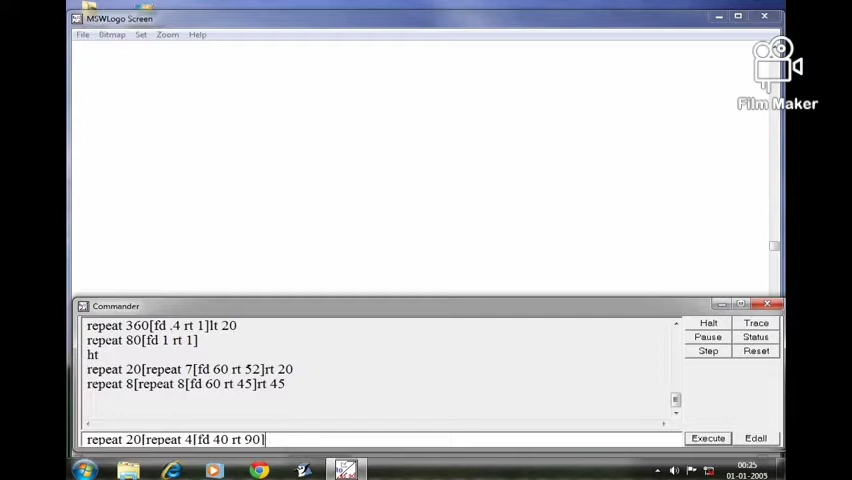 MSWLogo Screen
File Bitmap Set Zoom Help
Film Maker
Commander
repeat 360[fd .4 rt 1]lt 20
repeat 80[fd 1 rt 1]
ht
repeat 20[repeat 7[fd 60 rt 52]rt 20
repeat 8[repeat 8[fd 60 rt 45]rt 45
Halt Trace
Pause Status
Step Reset
repeat 20[repeat 4[fd 40 rt 90]
Execute Edall
00:25
01-01-2005